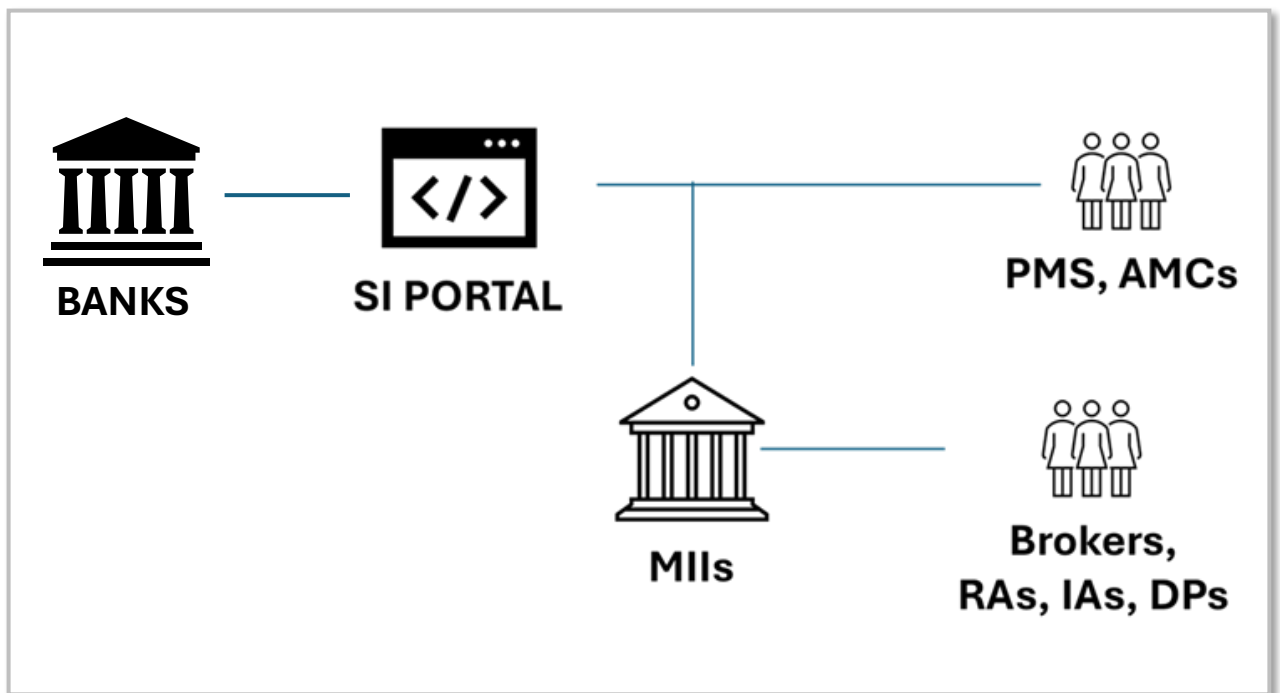 BANKS
SI PORTAL
PMS, AMCs
MIIs
Brokers,
RAs, IAs, DPs